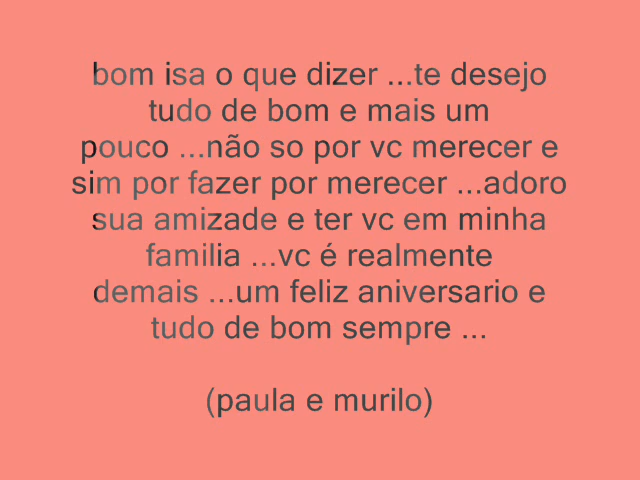 bom isa o que dizer ...te desejo
tudo de bom e mais um
pouco ...não so por vc merecer e
sim por fazer por merecer ...adoro
sua amizade e ter vc em minha
familia ...vc é realmente
demais ...um feliz aniversario e
tudo de bom sempre ...
(paula e murilo)